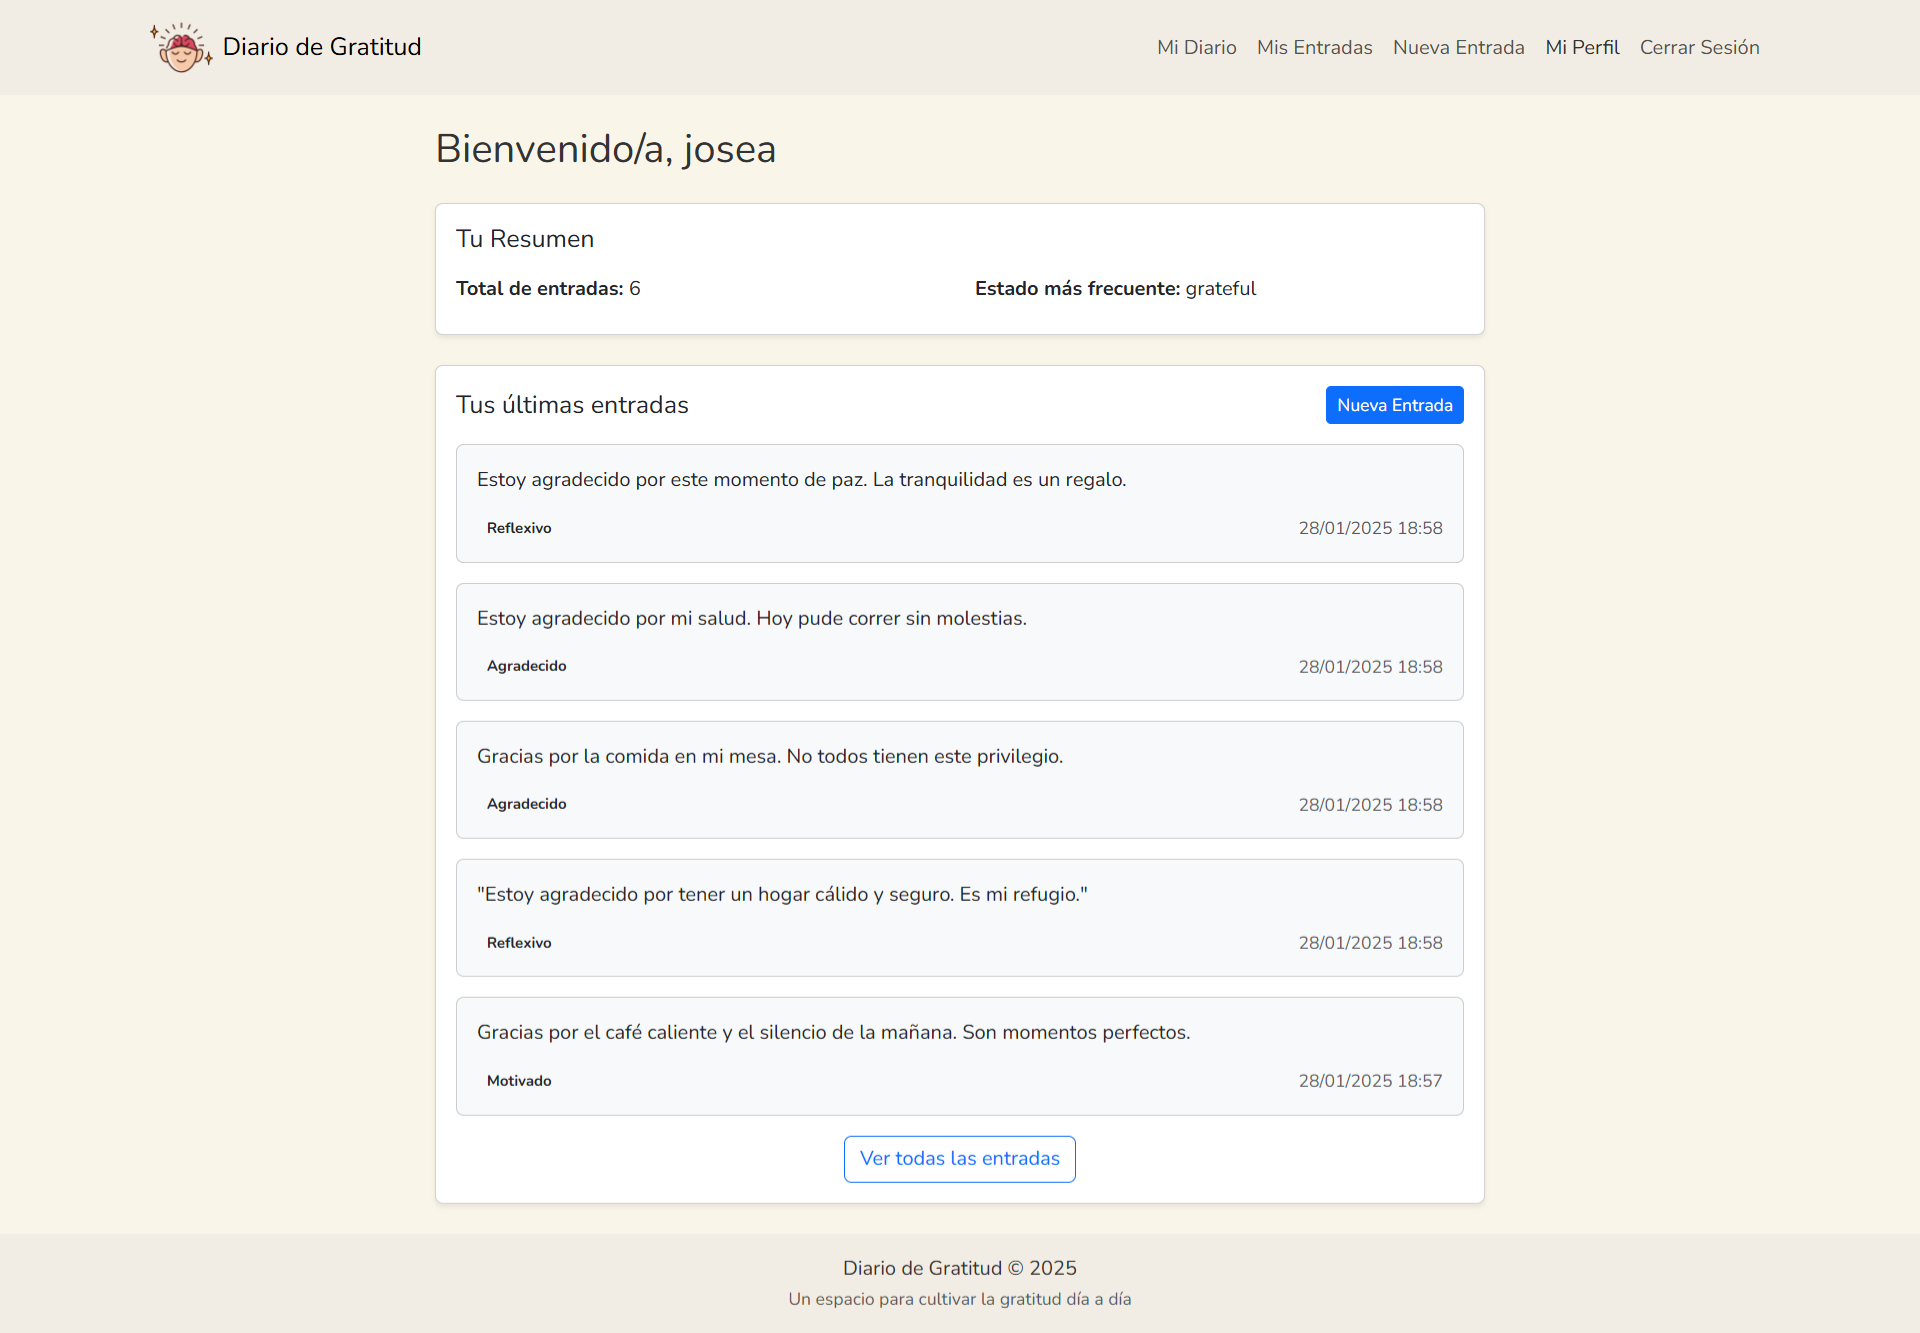 Diario de Gratitud
Mi Diario Mis Entradas Nueva Entrada Mi Perfil Cerrar Sesión
Bienvenido/a, josea
Tu Resumen
Total de entradas: 6 Estado más frecuente: grateful
Tus últimas entradas Nueva Entrada
Estoy agradecido por este momento de paz. La tranquilidad es un regalo.
Reflexivo 28/01/2025 18:58
Estoy agradecido por mi salud. Hoy pude correr sin molestias.
Agradecido 28/01/2025 18:58
Gracias por la comida en mi mesa. No todos tienen este privilegio.
Agradecido 28/01/2025 18:58
"Estoy agradecido por tener un hogar cálido y seguro. Es mi refugio."
Reflexivo 28/01/2025 18:58
Gracias por el café caliente y el silencio de la mañana. Son momentos perfectos.
Motivado 28/01/2025 18:57
Ver todas las entradas
Diario de Gratitud © 2025
Un espacio para cultivar la gratitud día a día